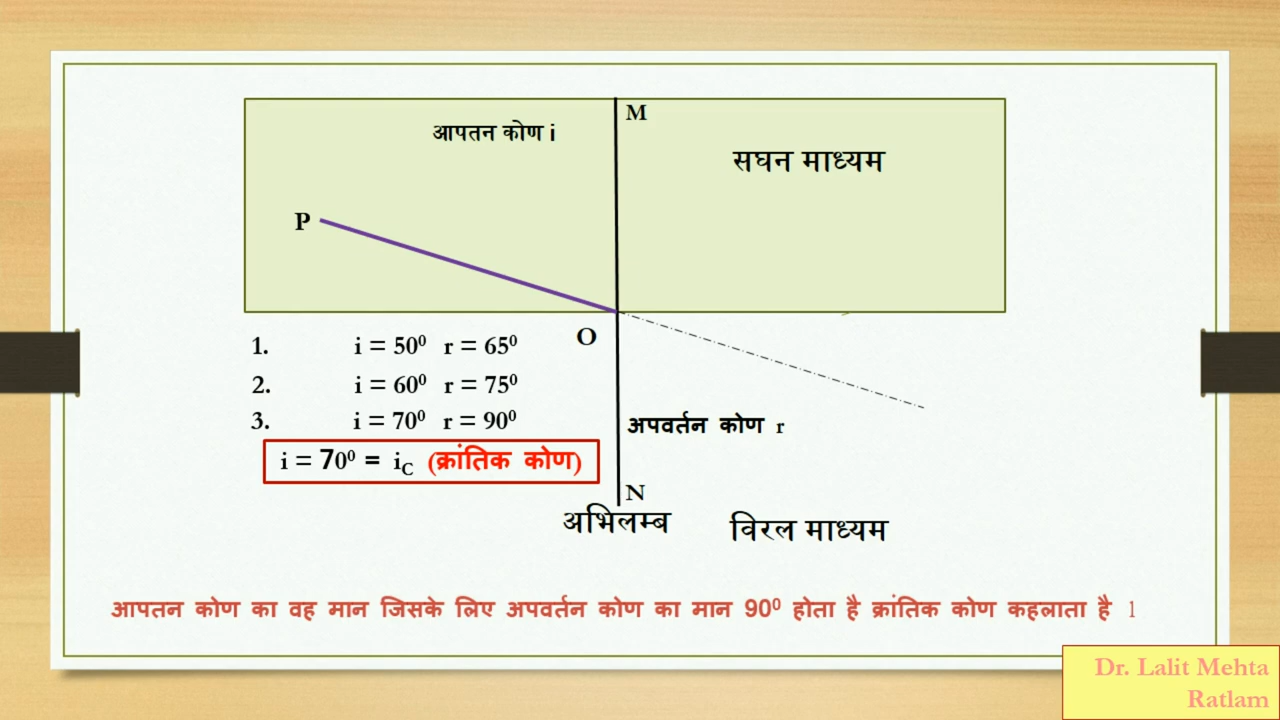 M
आपतन कोण i
सघन माध्यम
P
O
1. i = 50⁰ r = 65⁰
2. i = 60⁰ r = 75⁰
3. i = 70⁰ r = 90⁰
अपवर्तन कोण r
i = 70⁰ = iC (क्रांतिक कोण)
N
अभिलम्ब
विरल माध्यम
आपतन कोण का वह मान जिसके लिए अपवर्तन कोण का मान 90⁰ होता है क्रांतिक कोण कहलाता है l
Dr. Lalit Mehta
Ratlam